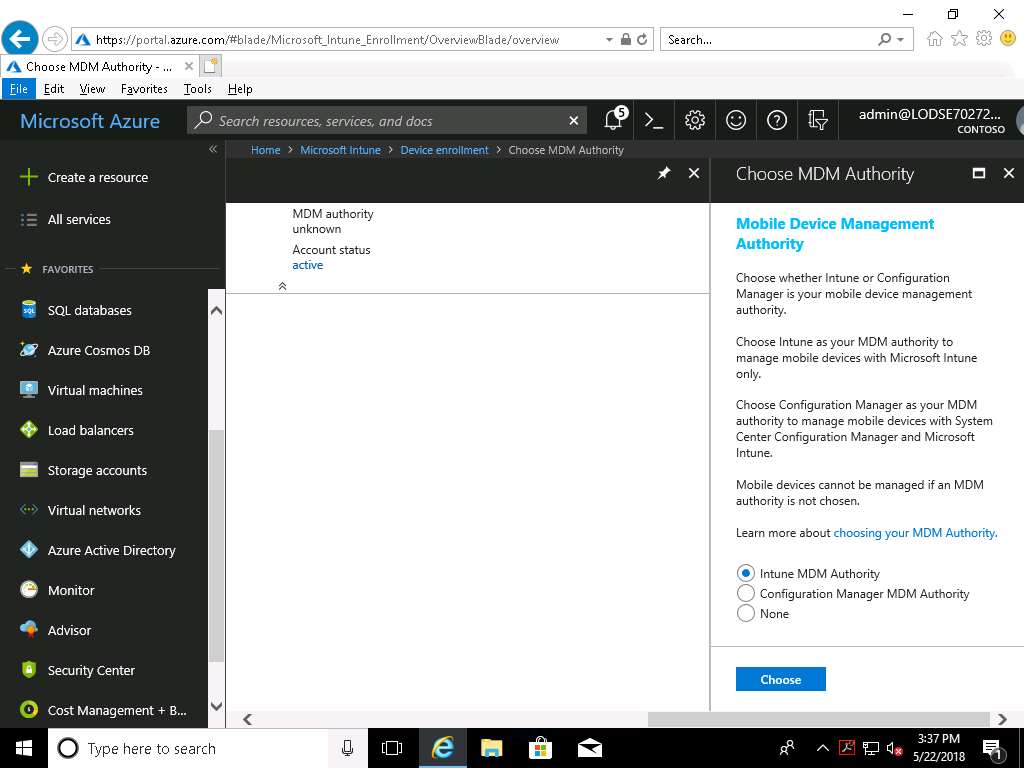 https://portal.azure.com/#blade/Microsoft_Intune_Enrollment/OverviewBlade/overview
Search...
Choose MDM Authority - ...
File Edit View Favorites Tools Help
Microsoft Azure
Search resources, services, and docs
5
admin@LODSE70272...
CONTOSO
Home > Microsoft Intune > Device enrollment > Choose MDM Authority
Create a resource
All services
FAVORITES
SQL databases
Azure Cosmos DB
Virtual machines
Load balancers
Storage accounts
Virtual networks
Azure Active Directory
Monitor
Advisor
Security Center
Cost Management + B...
MDM authority
unknown
Account status
active
Choose MDM Authority
Mobile Device Management
Authority
Choose whether Intune or Configuration
Manager is your mobile device management
authority.
Choose Intune as your MDM authority to
manage mobile devices with Microsoft Intune
only.
Choose Configuration Manager as your MDM
authority to manage mobile devices with System
Center Configuration Manager and Microsoft
Intune.
Mobile devices cannot be managed if an MDM
authority is not chosen.
Learn more about choosing your MDM Authority.
Intune MDM Authority
Configuration Manager MDM Authority
None
Choose
Type here to search
3:37 PM
5/22/2018
1